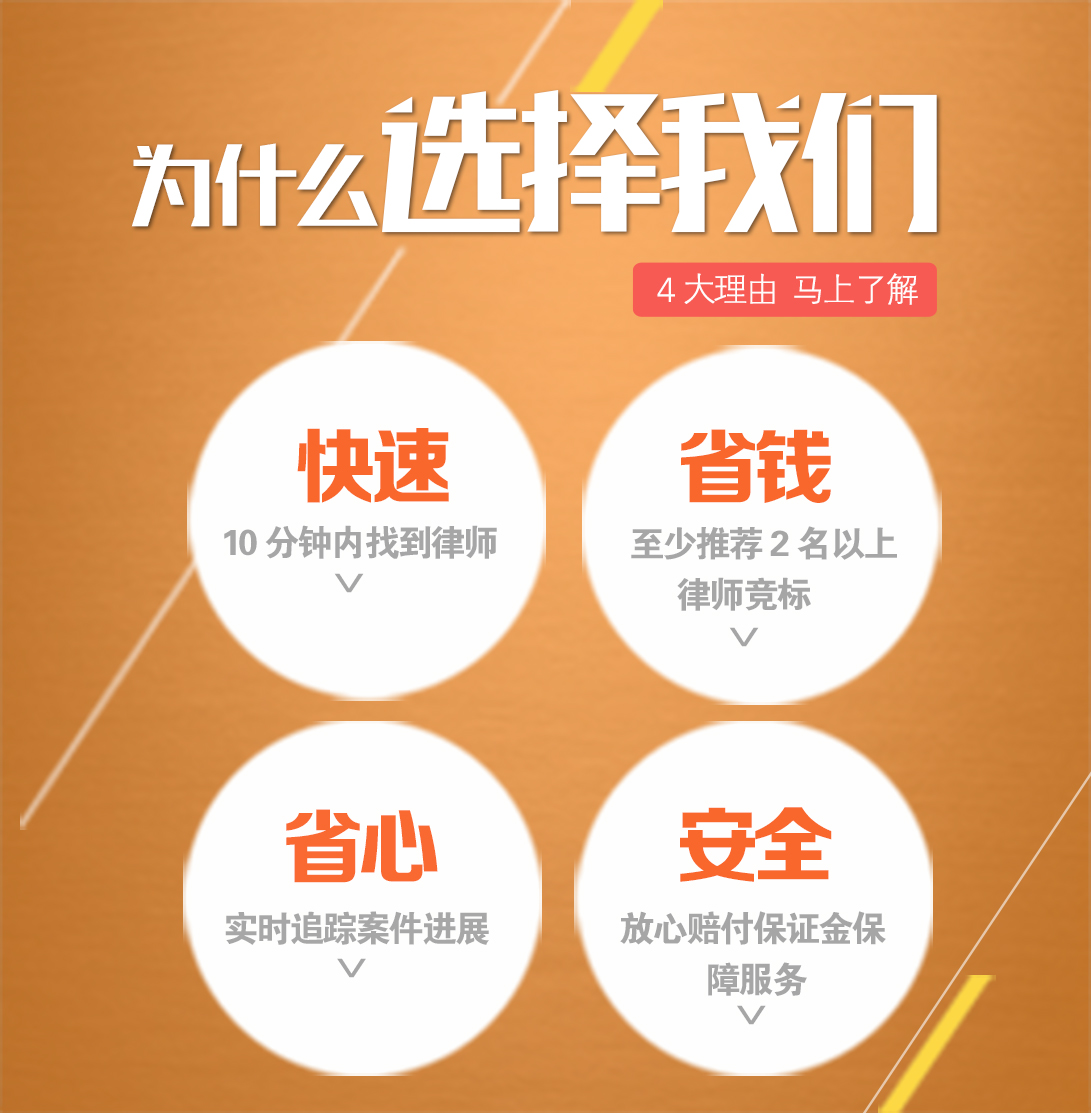 为什么选择我们
4大理由 马上了解
快速
10分钟内找到律师
省钱
至少推荐2名以上
律师竞标
省心
实时追踪案件进展
安全
放心赔付保证金保
障服务